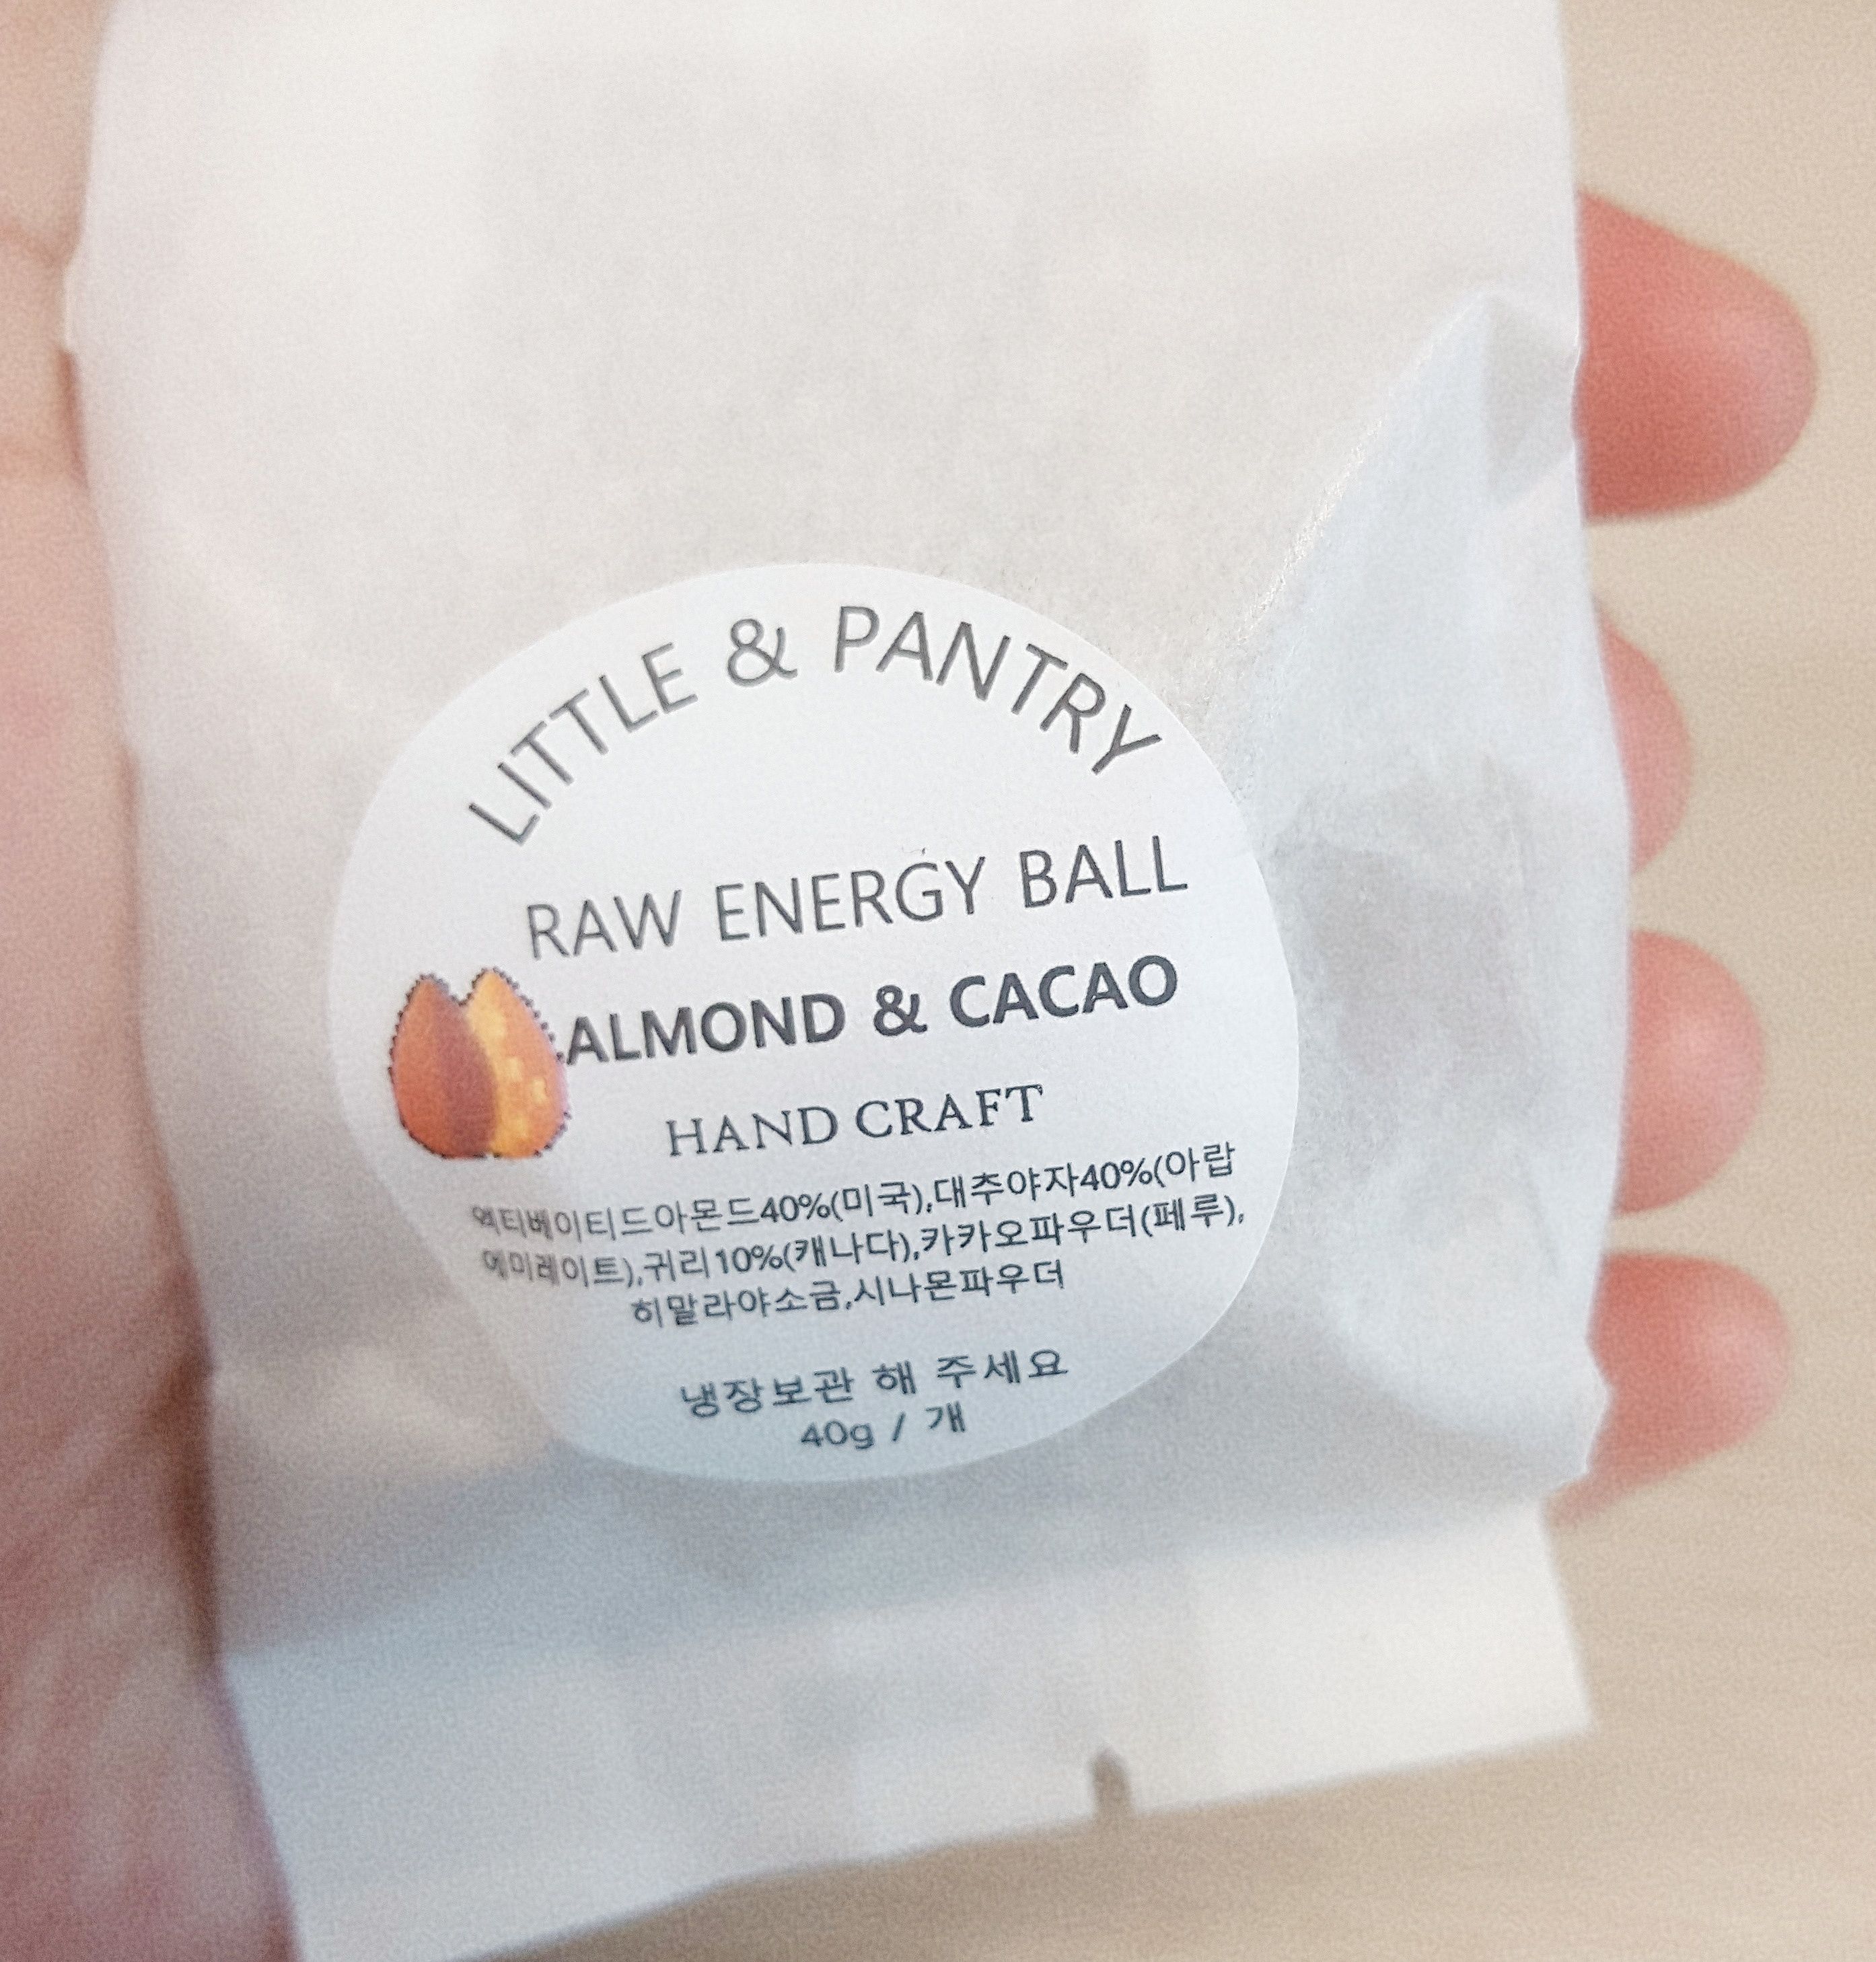 LITTLE & PANTRY
RAW ENERGY BALL
ALMOND & CACAO
HAND CRAFT
엑티베이티드아몬드40%(미국),대추야자40%(아랍
에미레이트),귀리10%(캐나다),카카오파우더(페루),
히말라야소금,시나몬파우더
냉장보관 해 주세요
40g / 개